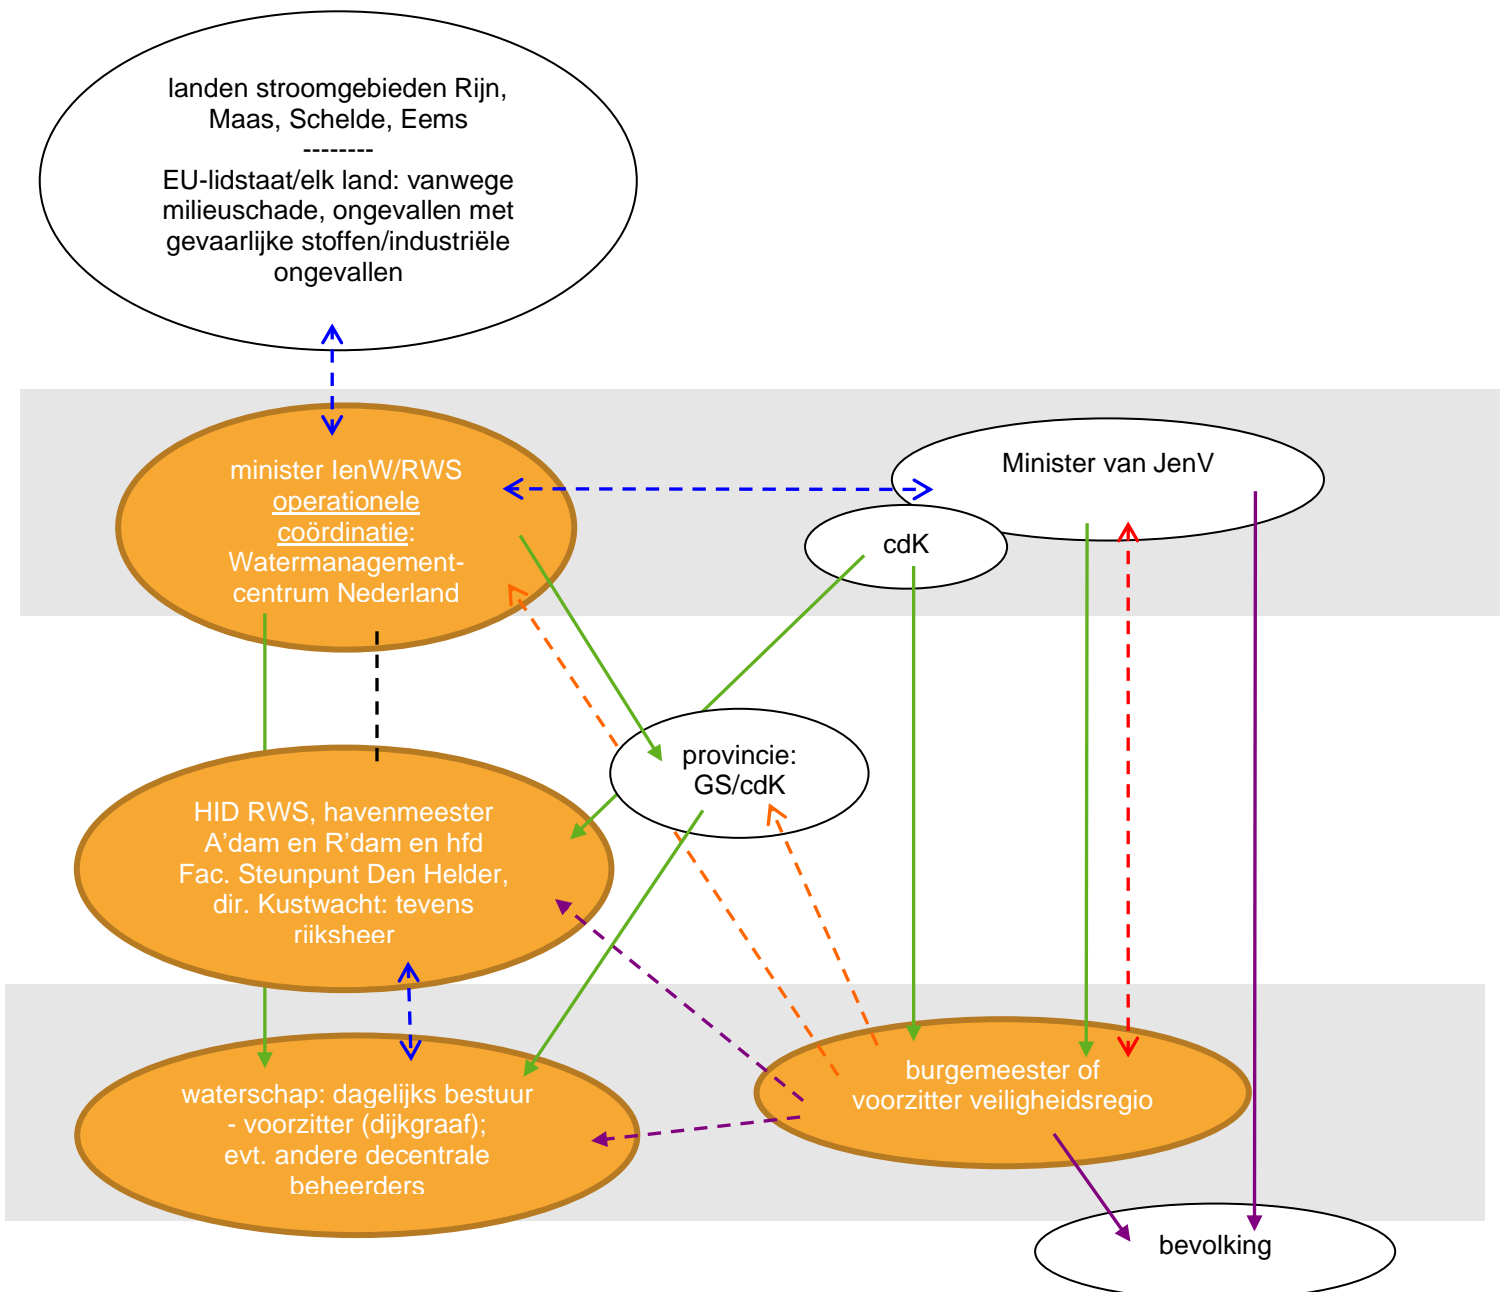 landen stroomgebieden Rijn,
Maas, Schelde, Eems
--------
EU-lidstaat/elk land: vanwege
milieuschade, ongevallen met
gevaarlijke stoffen/industriële
ongevallen
minister IenW/RWS
operationele
coördinatie:
Watermanagement-
centrum Nederland
Minister van JenV
cdK
provincie:
GS/cdK
HID RWS, havenmeester
A’dam en R’dam en hfd
Fac. Steunpunt Den Helder,
dir. Kustwacht: tevens
rijksheer
waterschap: dagelijks bestuur
- voorzitter (dijkgraaf);
evt. andere decentrale
beheerders
burgemeester of
voorzitter veiligheidsregio
bevolking